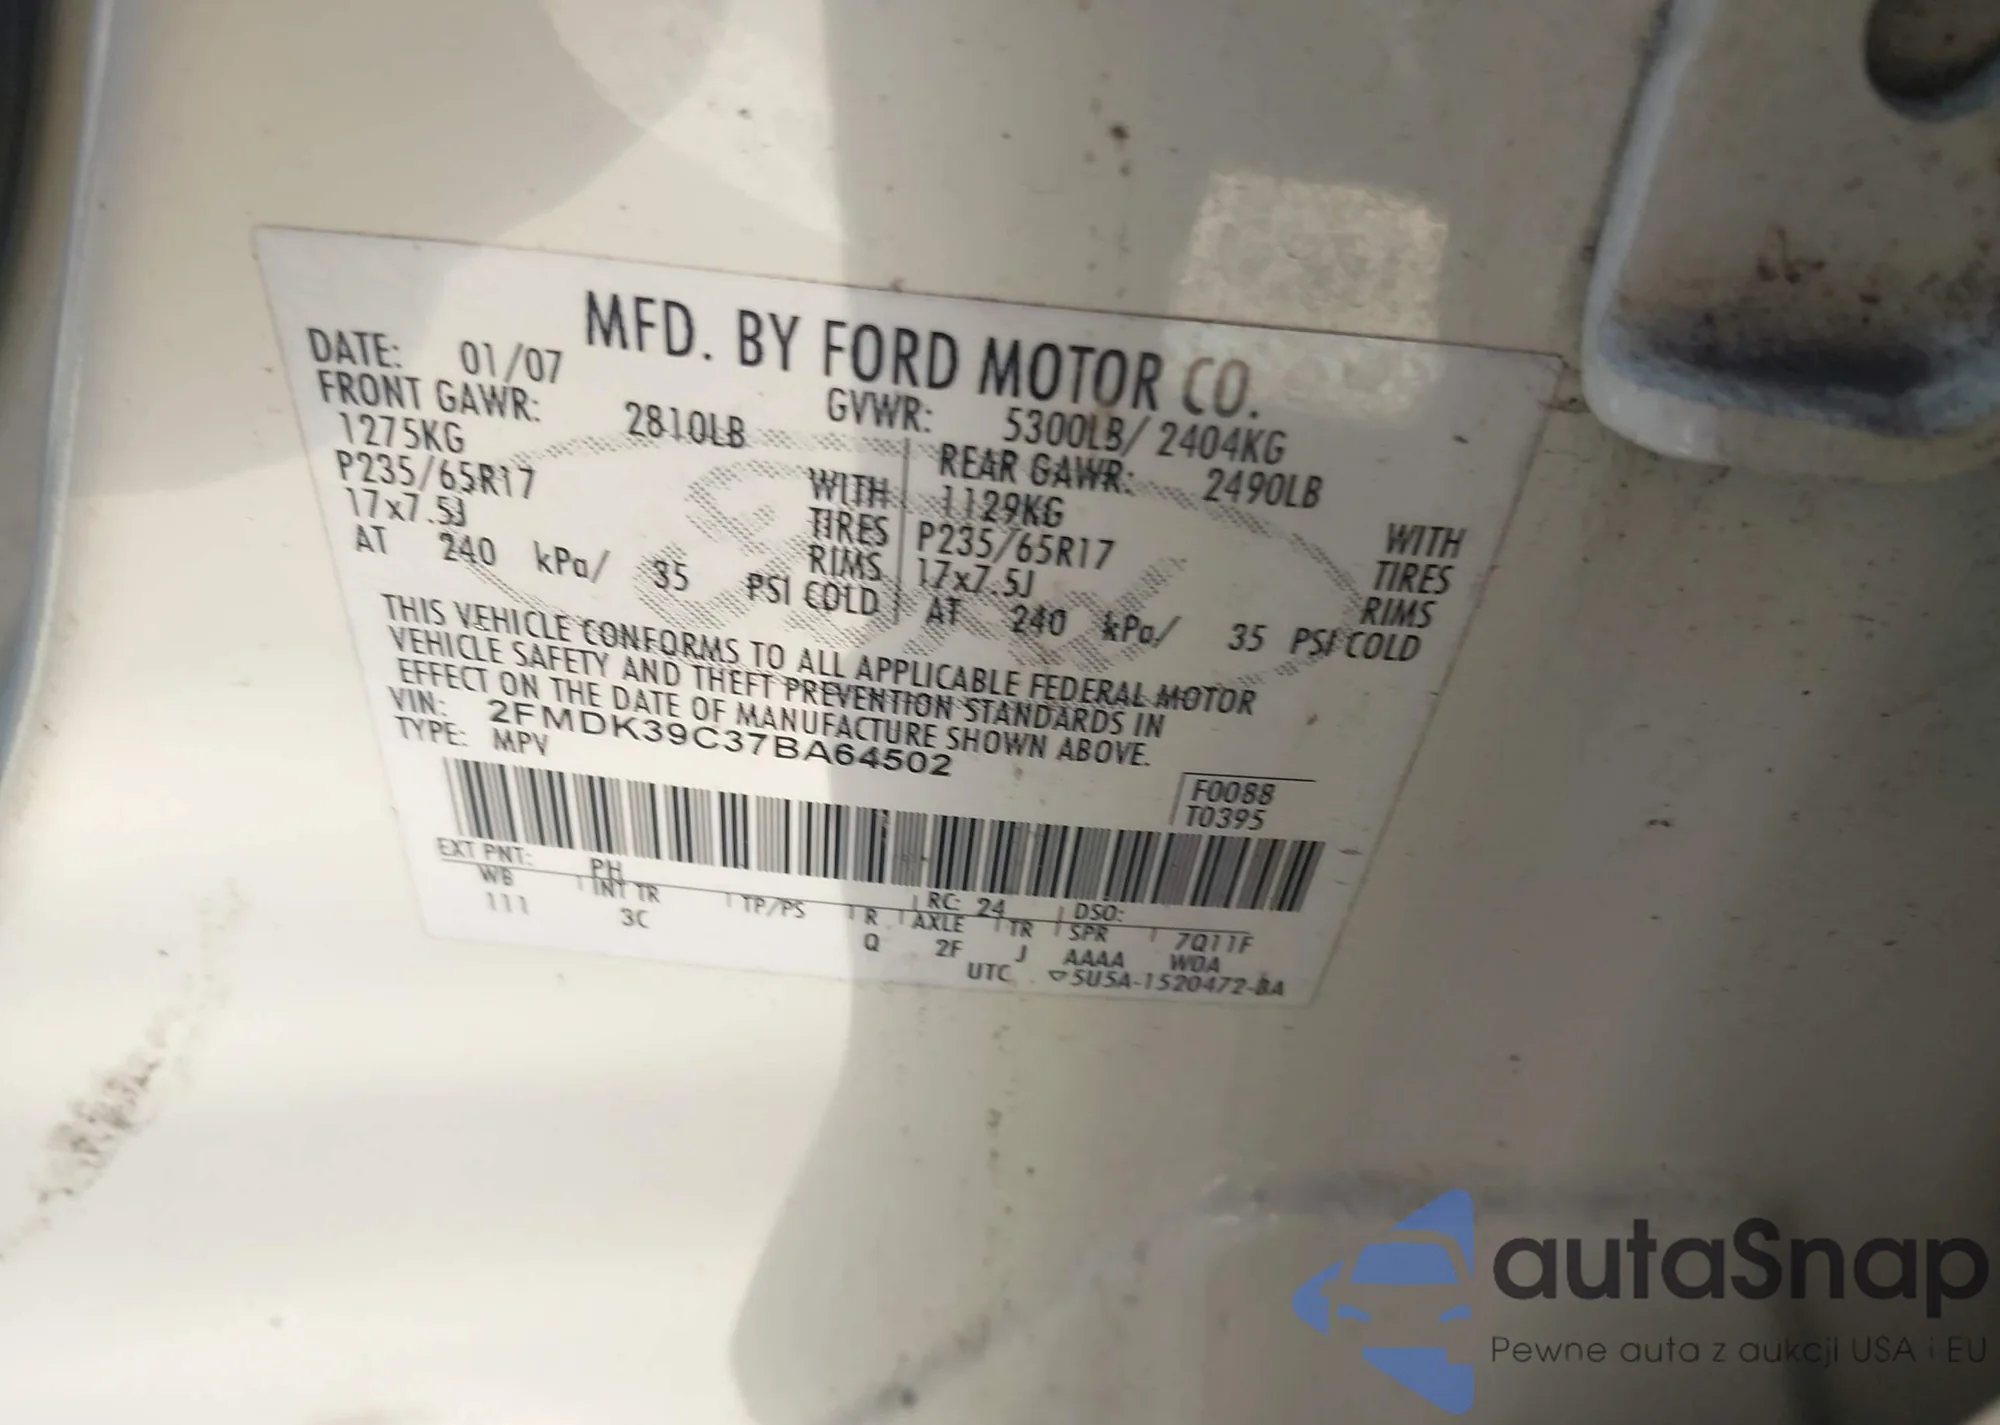 MFD. BY FORD MOTOR CO.
DATE: 01/07 GVWR: 5300LB/ 2404KG
FRONT GAWR: 2810LB REAR GAWR: 2490LB
1275KG WITH 1129KG WITH
P235/65R17 TIRES P235/65R17 TIRES
17x7.5J RIMS 17x7.5J RIMS
AT 240 kPa/ 35 PSI COLD AT 240 kPa/ 35 PSI COLD
THIS VEHICLE CONFORMS TO ALL APPLICABLE FEDERAL MOTOR
VEHICLE SAFETY AND THEFT PREVENTION STANDARDS IN
EFFECT ON THE DATE OF MANUFACTURE SHOWN ABOVE.
VIN: 2FMDK39C37BA64502
TYPE: MPV
F0088
T0395
EXT PNT: PH RC: 24 DSO:
WB INT TR TP/PS R AXLE TR SPR 7Q11F
111 3C Q 2F J AAAA WDA
UTC ▽5U5A-1520472-BA
Ford
autaSnap
Pewne auta z aukcji USA i EU